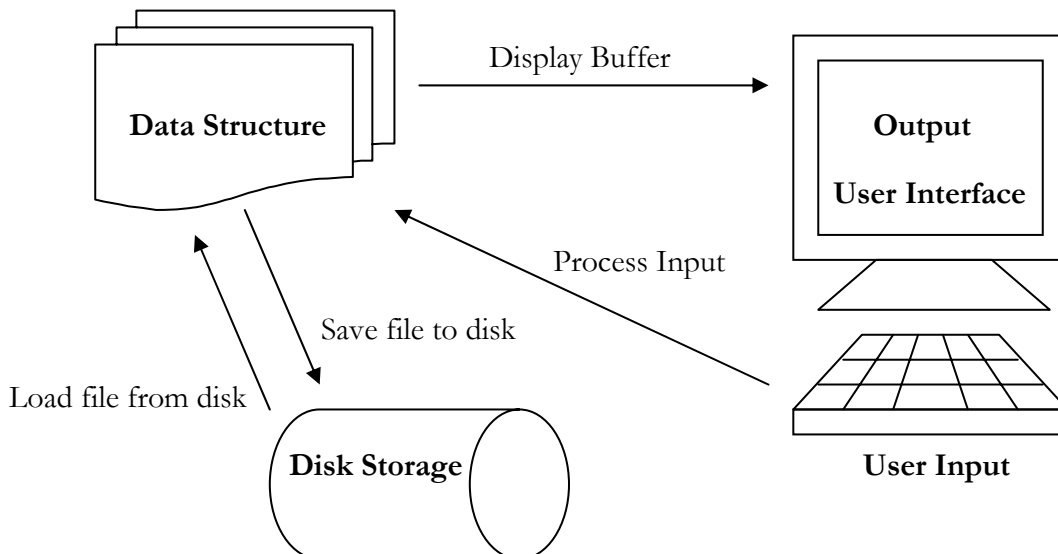 Display Buffer
Data Structure
Output
User Interface
Process Input
Save file to disk
Load file from disk
Disk Storage
User Input